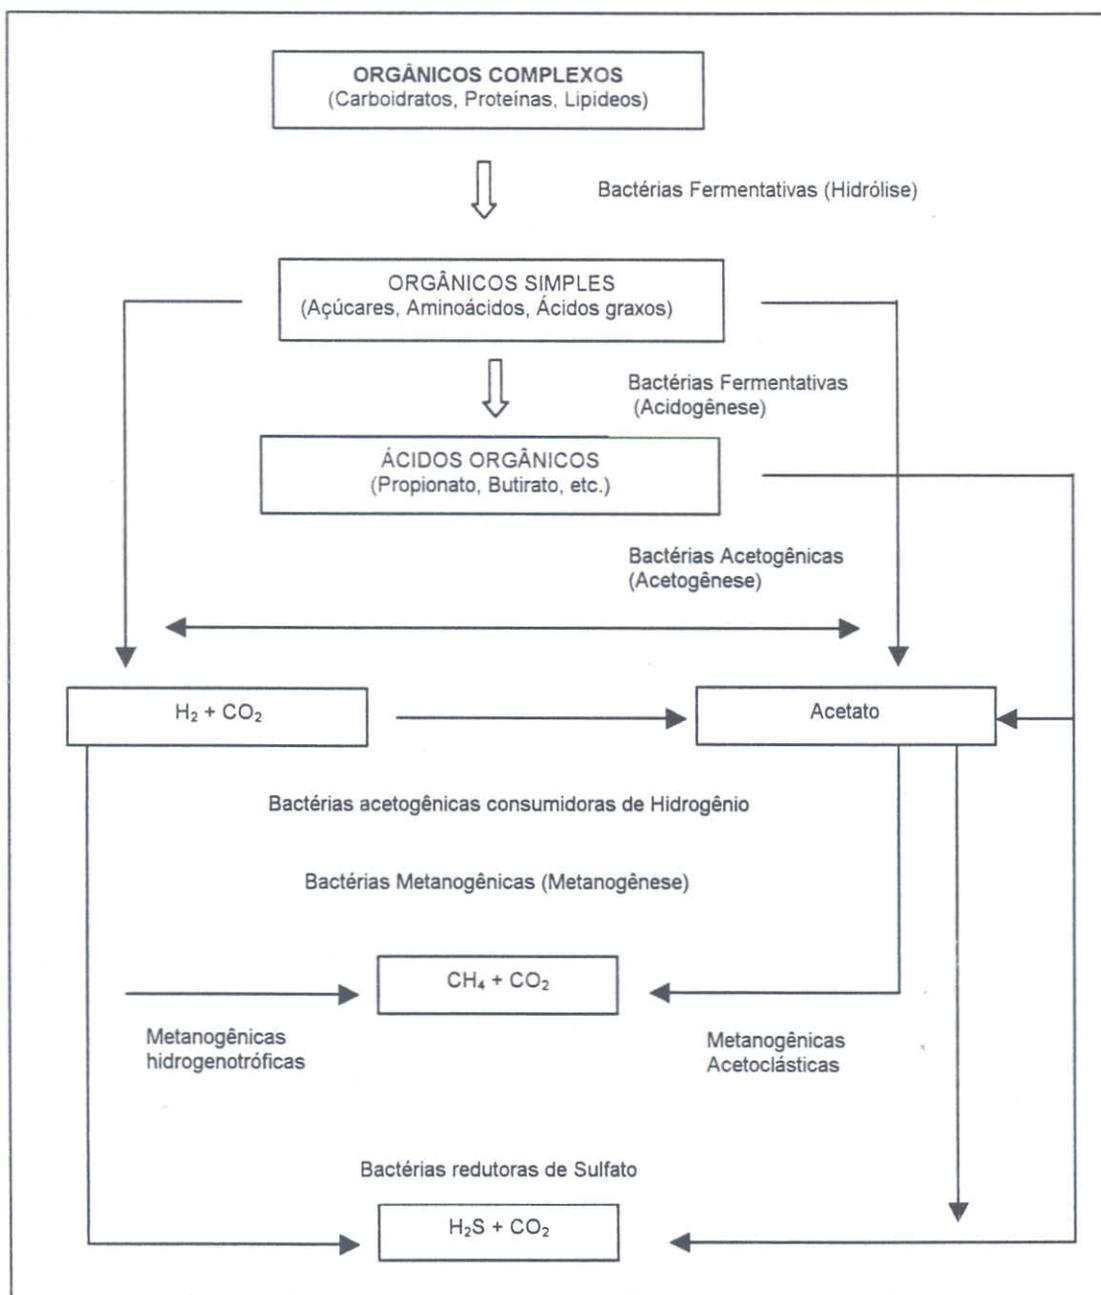 ORGÂNICOS COMPLEXOS
(Carboidratos, Proteínas, Lipídeos)
Bactérias Fermentativas (Hidrólise)
ORGÂNICOS SIMPLES
(Açúcares, Aminoácidos, Ácidos graxos)
Bactérias Fermentativas
(Acidogênese)
ÁCIDOS ORGÂNICOS
(Propionato, Butirato, etc.)
Bactérias Acetogênicas
(Acetogênese)
H₂ + CO₂
Acetato
Bactérias acetogênicas consumidoras de Hidrogênio
Bactérias Metanogênicas (Metanogênese)
CH₄ + CO₂
Metanogênicas
hidrogenotróficas
Metanogênicas
Acetoclásticas
Bactérias redutoras de Sulfato
H₂S + CO₂